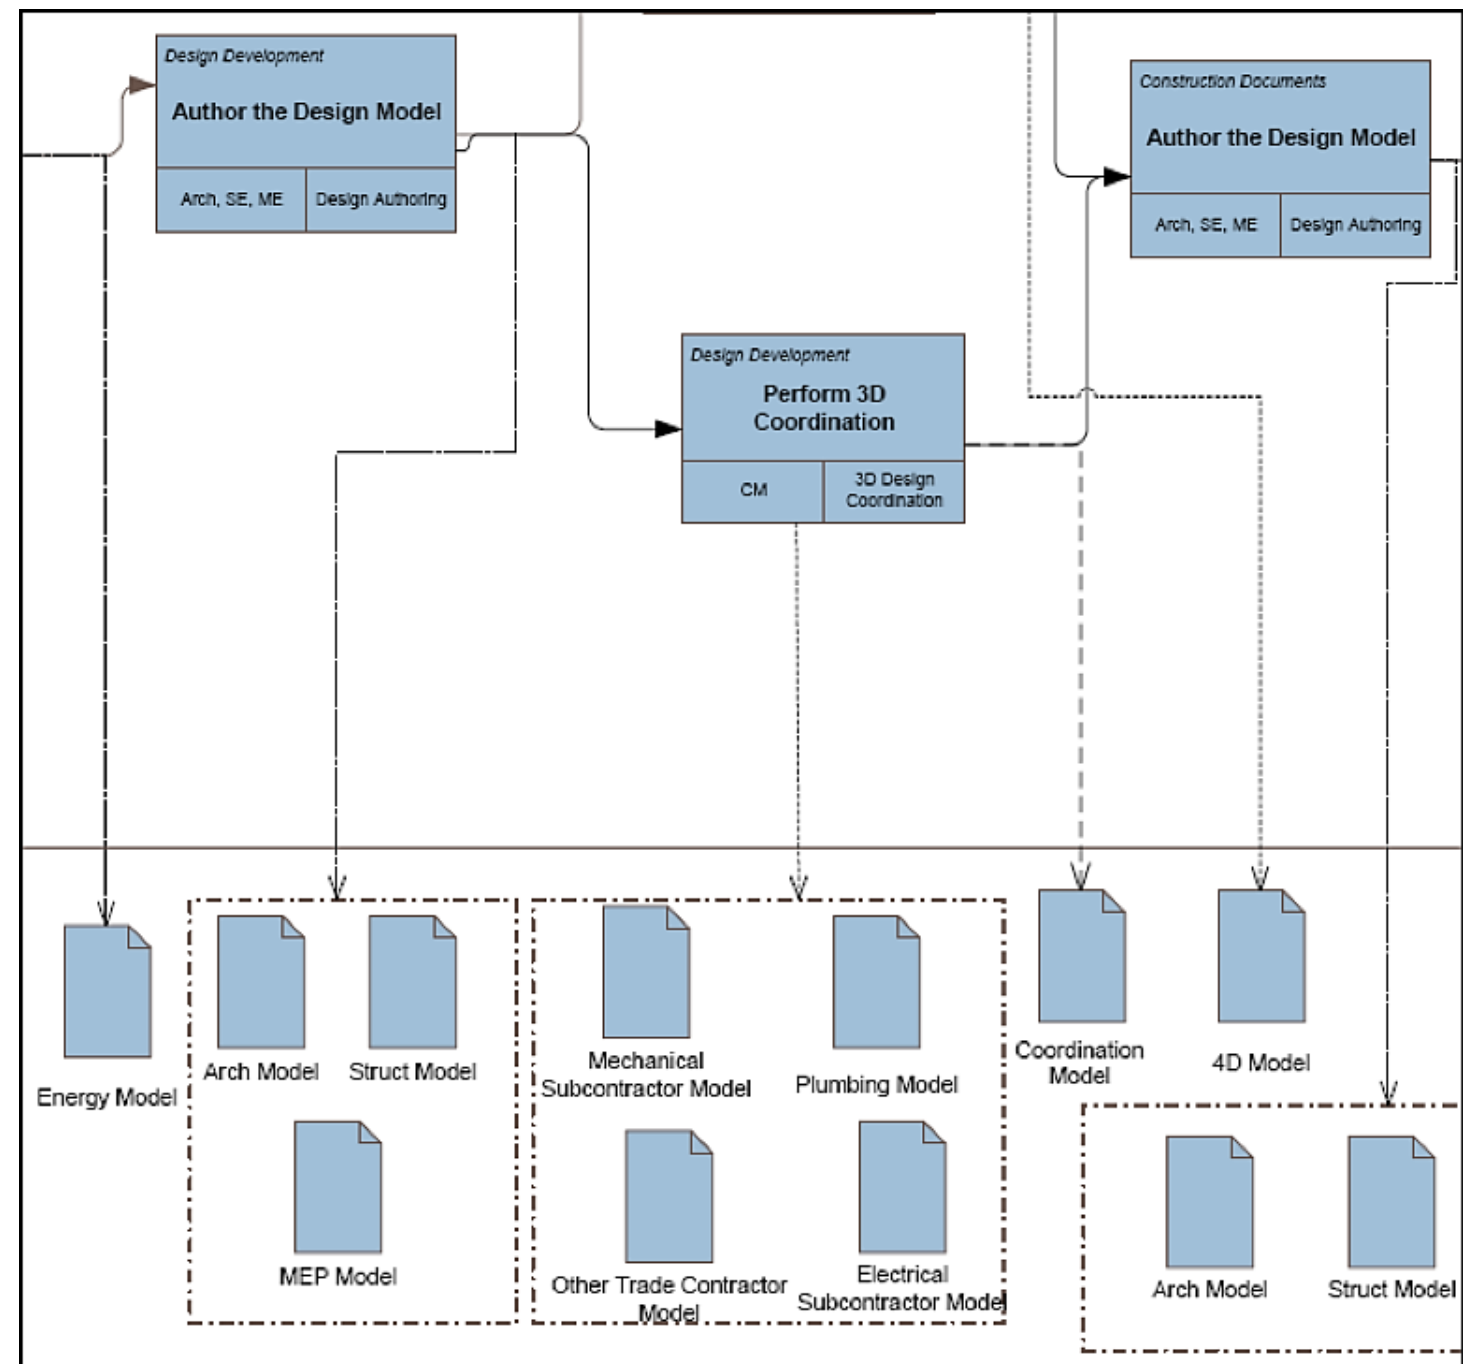 Design Development
Author the Design Model
Arch, SE, ME
Design Authoring
Construction Documents
Author the Design Model
Arch, SE, ME
Design Authoring
Design Development
Perform 3D
Coordination
CM
3D Design
Coordination
Energy Model
Arch Model
Struct Model
MEP Model
Mechanical
Subcontractor Model
Plumbing Model
Other Trade Contractor
Model
Electrical
Subcontractor Model
Coordination
Model
4D Model
Arch Model
Struct Model